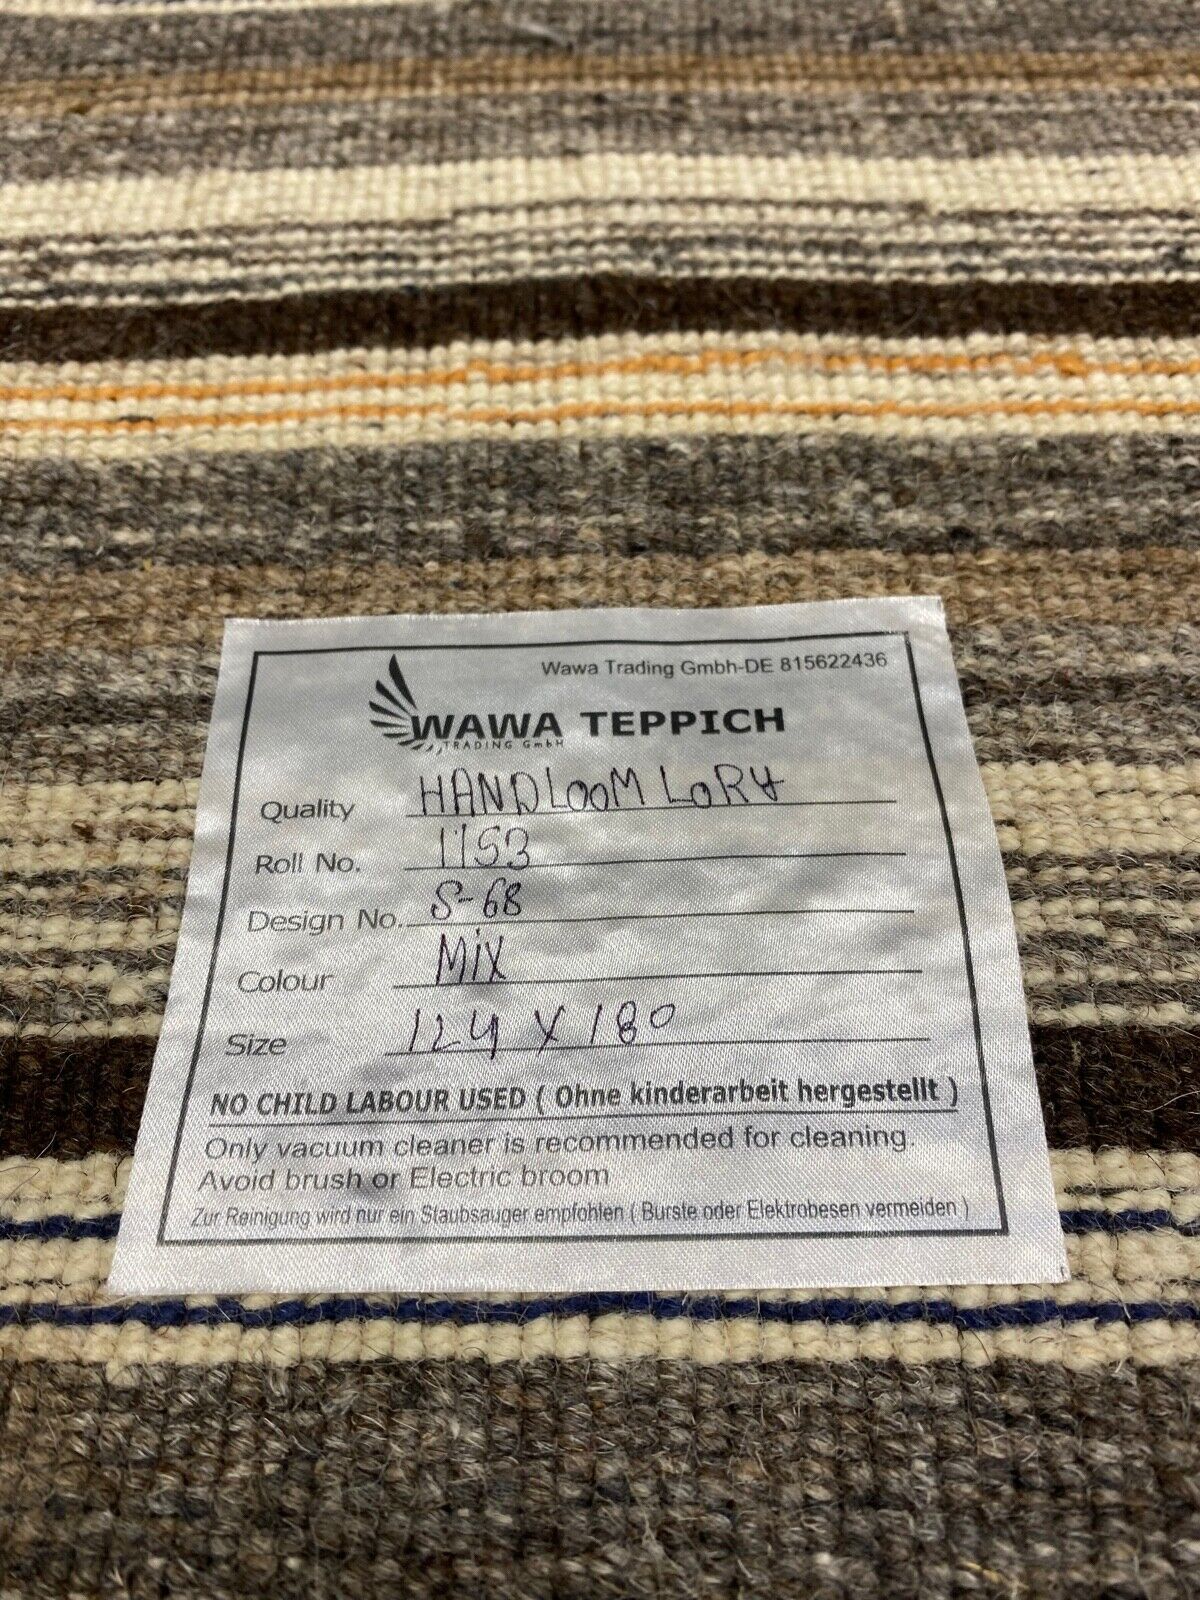 Wawa Trading Gmbh-DE 815622436
WAWA TEPPICH
TRADING GmbH
Quality HANDLOOM LORA
Roll No. 1153
Design No. S-68
Colour MIX
Size 124 X 180
NO CHILD LABOUR USED ( Ohne kinderarbeit hergestellt )
Only vacuum cleaner is recommended for cleaning.
Avoid brush or Electric broom
Zur Reinigung wird nur ein Staubsauger empfohlen ( Burste oder Elektrobesen vermeiden )